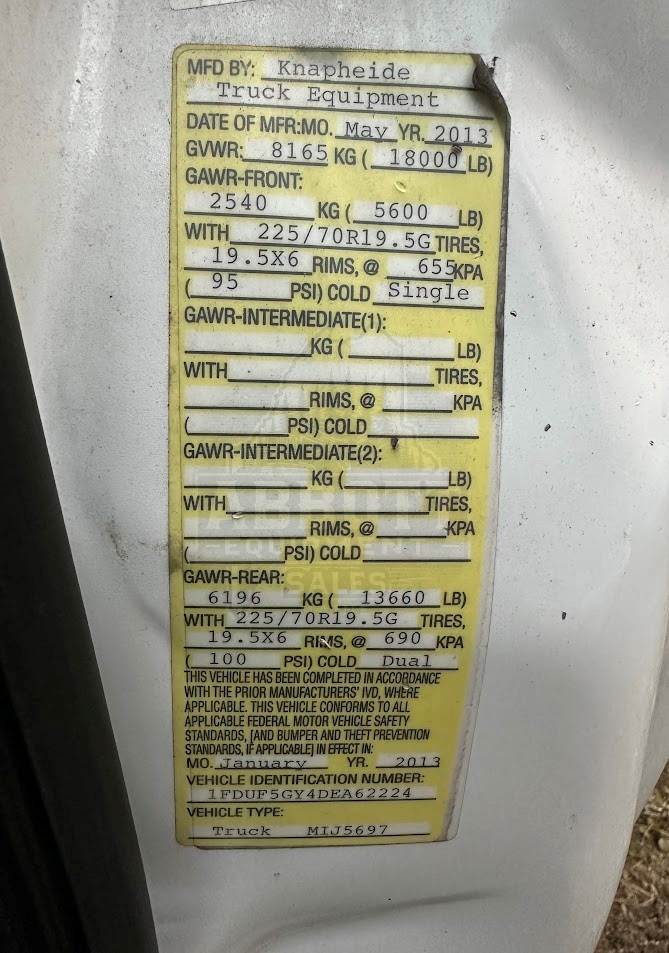 MFD BY: Knapheide
Truck Equipment
DATE OF MFR:MO. May YR. 2013
GVWR: 8165 KG ( 18000 LB)
GAWR-FRONT:
2540 KG ( 5600 LB)
WITH 225/70R19.5G TIRES,
19.5X6 RIMS, @ 655 KPA
( 95 PSI) COLD Single
GAWR-INTERMEDIATE(1):
KG ( LB)
WITH TIRES,
RIMS, @ KPA
( PSI) COLD
GAWR-INTERMEDIATE(2):
KG ( LB)
WITH TIRES,
RIMS, @ KPA
( PSI) COLD
EQUIPMENT
SALES
GAWR-REAR:
6196 KG ( 13660 LB)
WITH 225/70R19.5G TIRES,
19.5X6 RIMS, @ 690 KPA
( 100 PSI) COLD Dual
THIS VEHICLE HAS BEEN COMPLETED IN ACCORDANCE
WITH THE PRIOR MANUFACTURERS' IVD, WHERE
APPLICABLE. THIS VEHICLE CONFORMS TO ALL
APPLICABLE FEDERAL MOTOR VEHICLE SAFETY
STANDARDS, [AND BUMPER AND THEFT PREVENTION
STANDARDS, IF APPLICABLE] IN EFFECT IN:
MO. January YR. 2013
VEHICLE IDENTIFICATION NUMBER:
1FDUF5GY4DEA62224
VEHICLE TYPE:
Truck MIJ5697